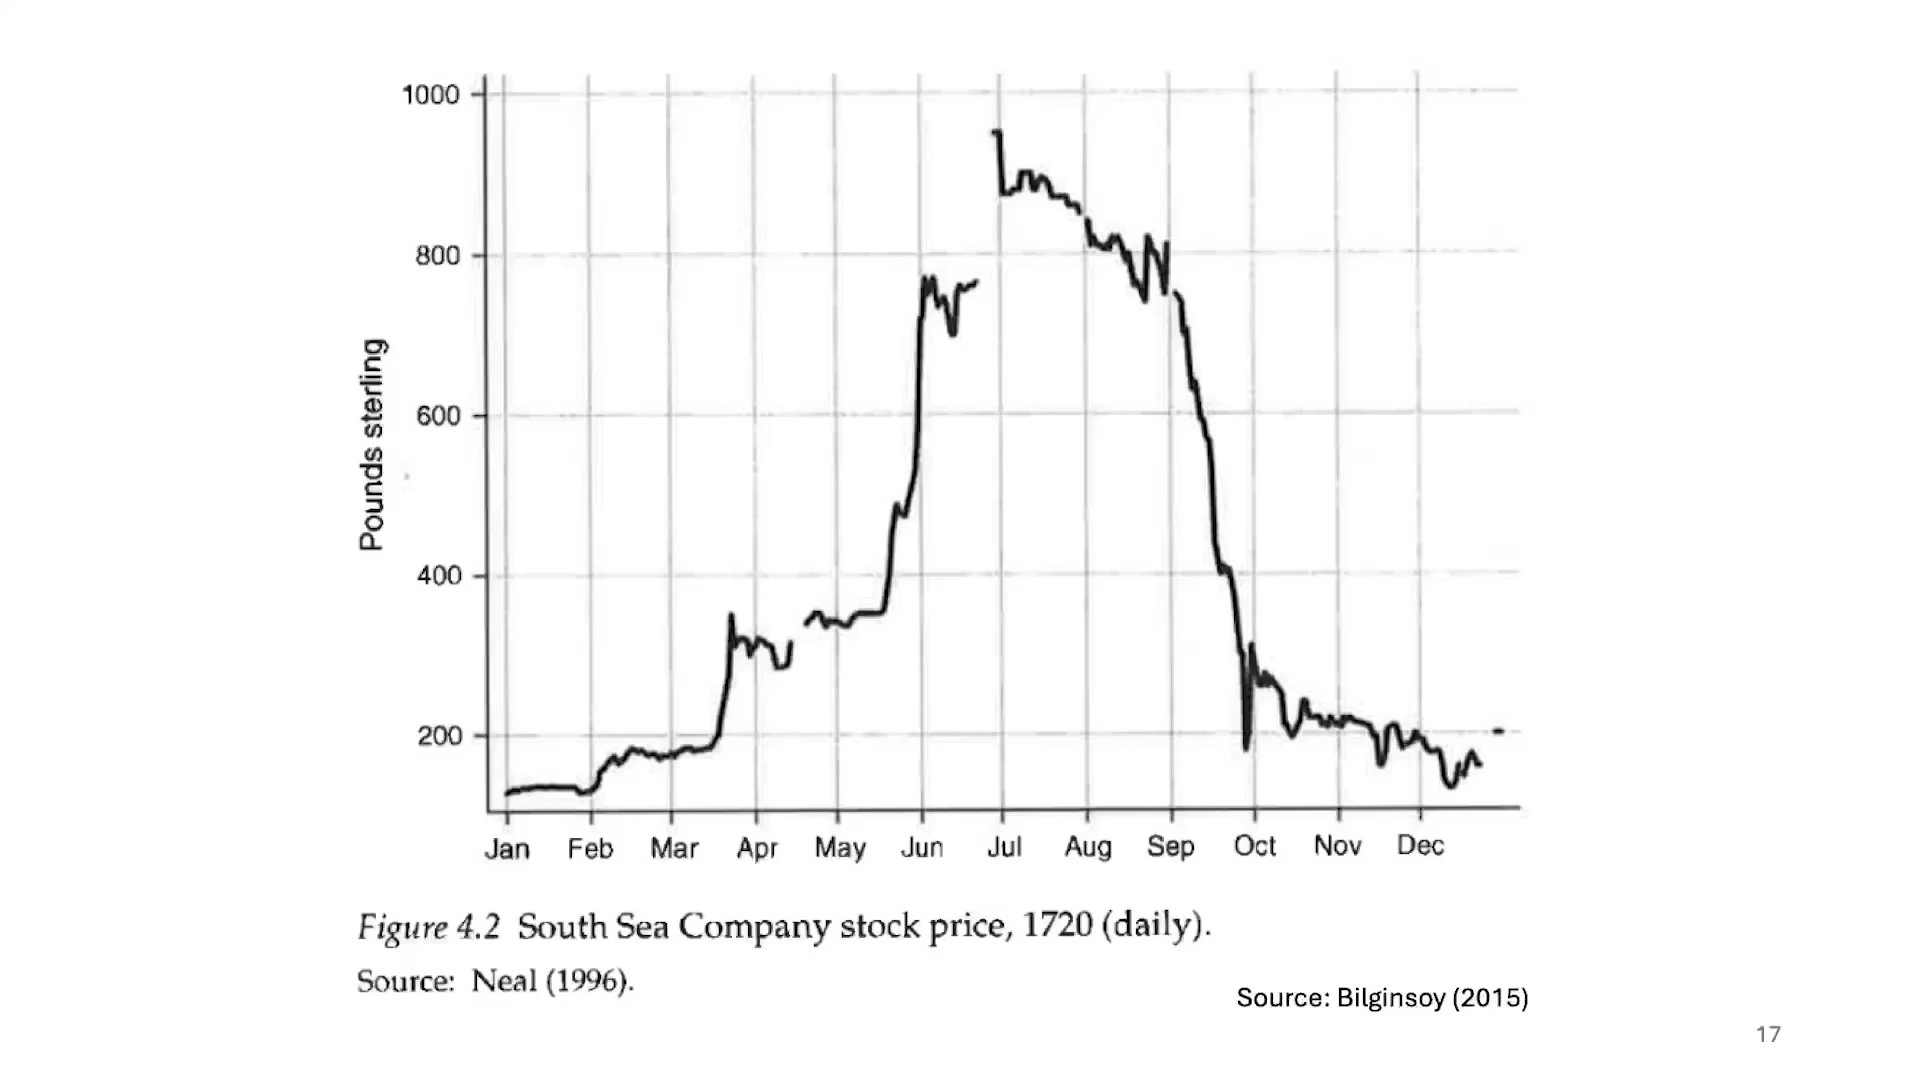 1000
800
600
400
200
Pounds sterling
Jan Feb Mar Apr May Jun Jul Aug Sep Oct Nov Dec
Figure 4.2 South Sea Company stock price, 1720 (daily).
Source: Neal (1996).
Source: Bilginsoy (2015)
17